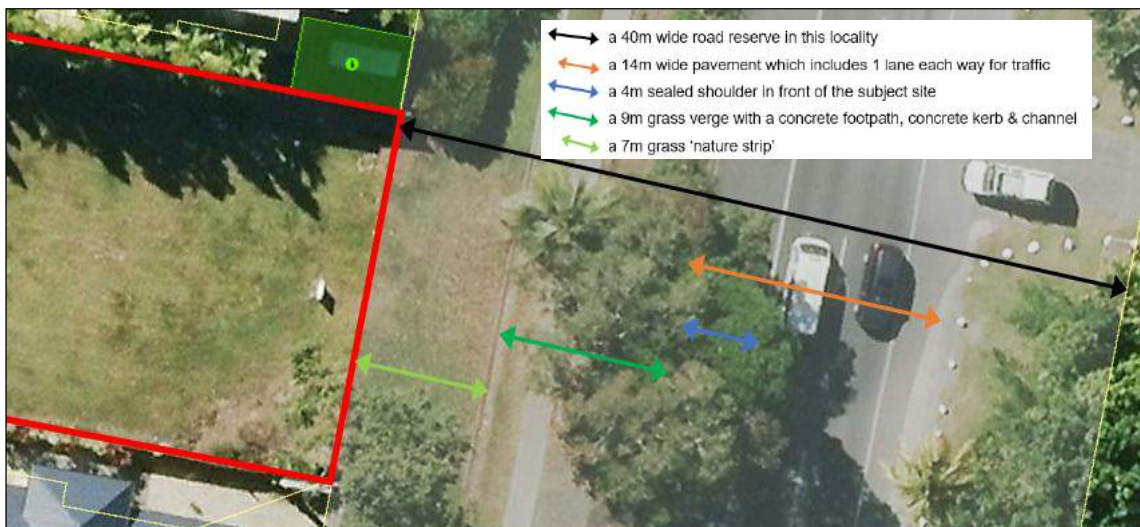 a 40m wide road reserve in this locality
a 14m wide pavement which includes 1 lane each way for traffic
a 4m sealed shoulder in front of the subject site
a 9m grass verge with a concrete footpath, concrete kerb & channel
a 7m grass ‘nature strip’
0